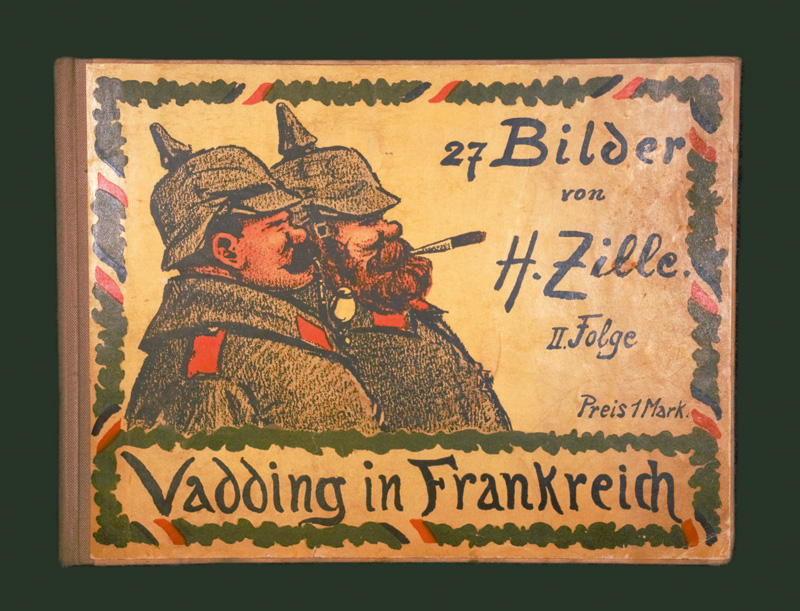 27 Bilder
von
H. Zille.
II. Folge
Preis 1 Mark.
Vadding in Frankreich